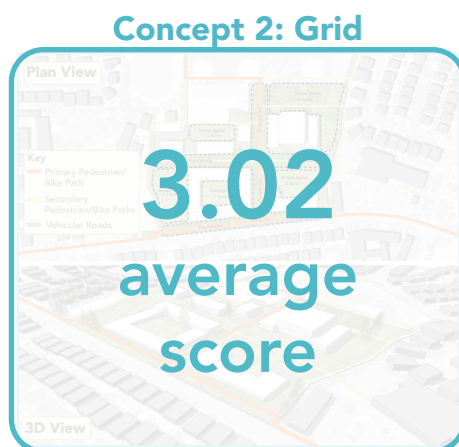 Concept 2: Grid
Plan View
Key
Primary Pedestrian/
Bike Path
Secondary
Pedestrian/Bike Paths
Vehicular Roads
3.02
average
score
3D View